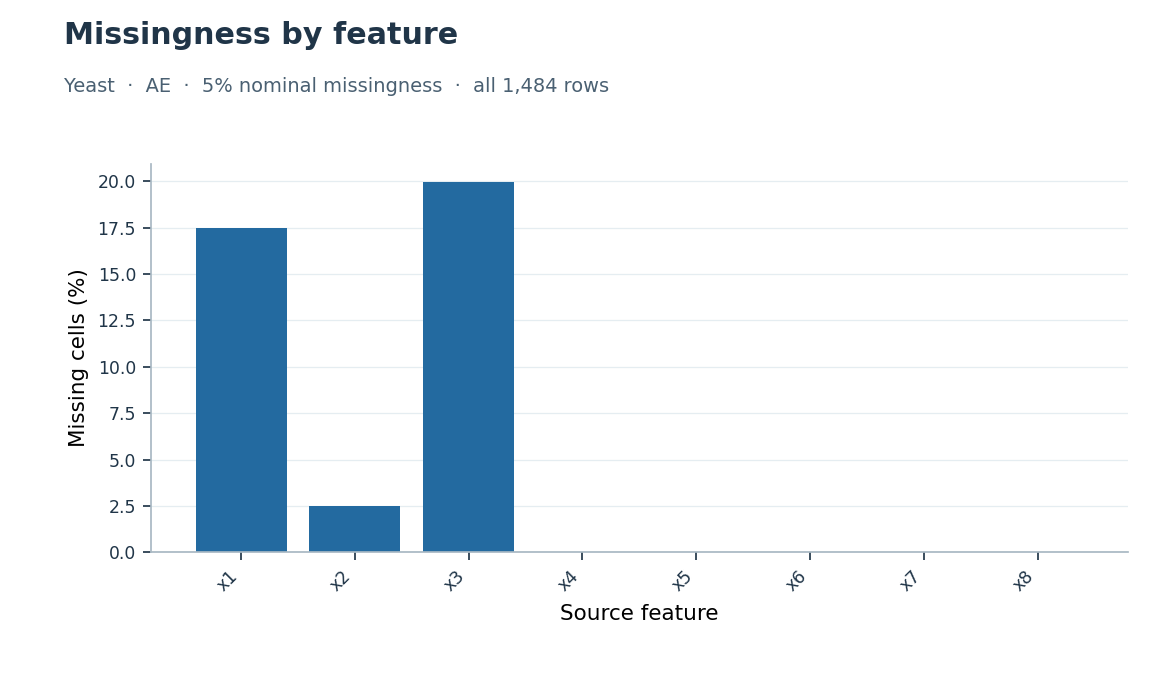 Missingness by feature
Yeast · AE · 5% nominal missingness · all 1,484 rows
20.0
17.5
15.0
12.5
10.0
7.5
5.0
2.5
0.0
Missing cells (%)
x1 x2 x3 x4 x5 x6 x7 x8
Source feature